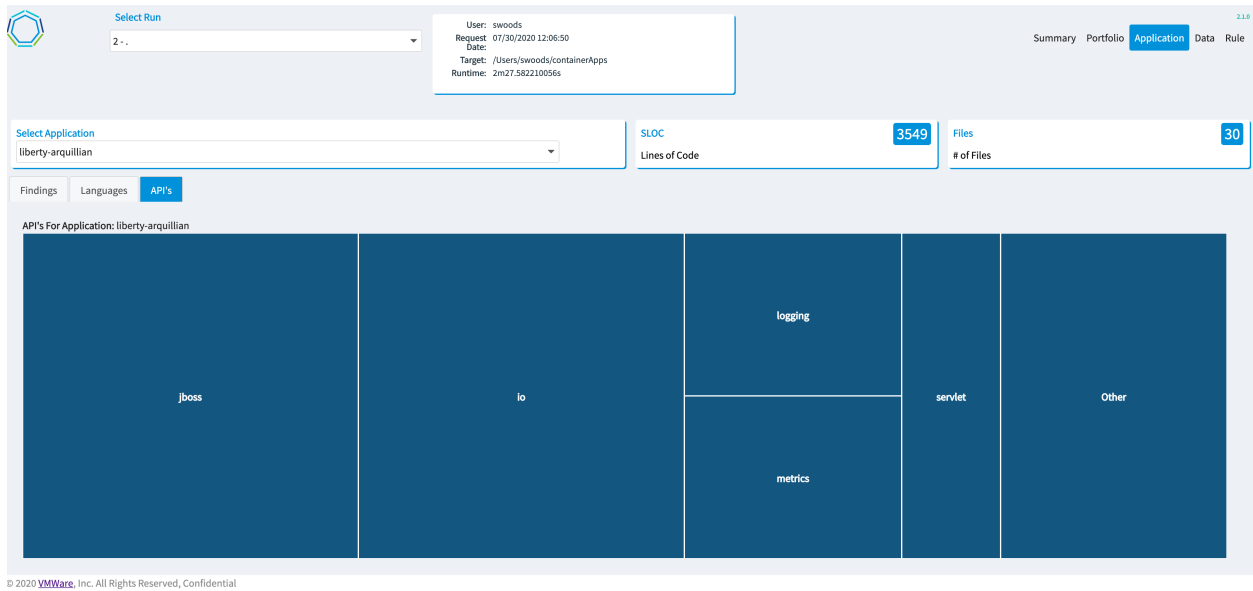 Select Run
2 - .
User: swoods
Request Date: 07/30/2020 12:06:50
Target: /Users/swoods/containerApps
Runtime: 2m27.582210056s
2.1.0
Summary Portfolio Application Data Rule
Select Application
liberty-arquillian
SLOC 3549
Lines of Code
Files 30
# of Files
Findings Languages API's
API's For Application: liberty-arquillian
jboss
io
logging
metrics
servlet
Other
© 2020 VMWare, Inc. All Rights Reserved, Confidential